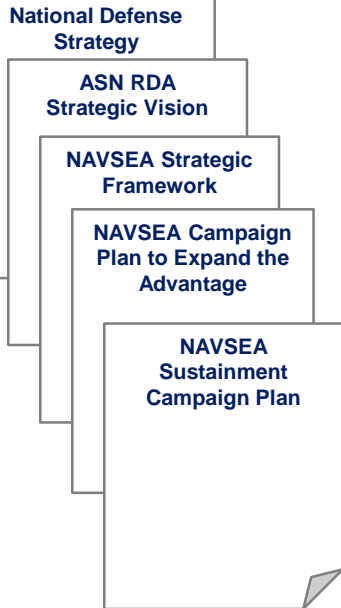 National Defense
Strategy
ASN RDA
Strategic Vision
NAVSEA Strategic
Framework
NAVSEA Campaign
Plan to Expand the
Advantage
NAVSEA
Sustainment
Campaign Plan